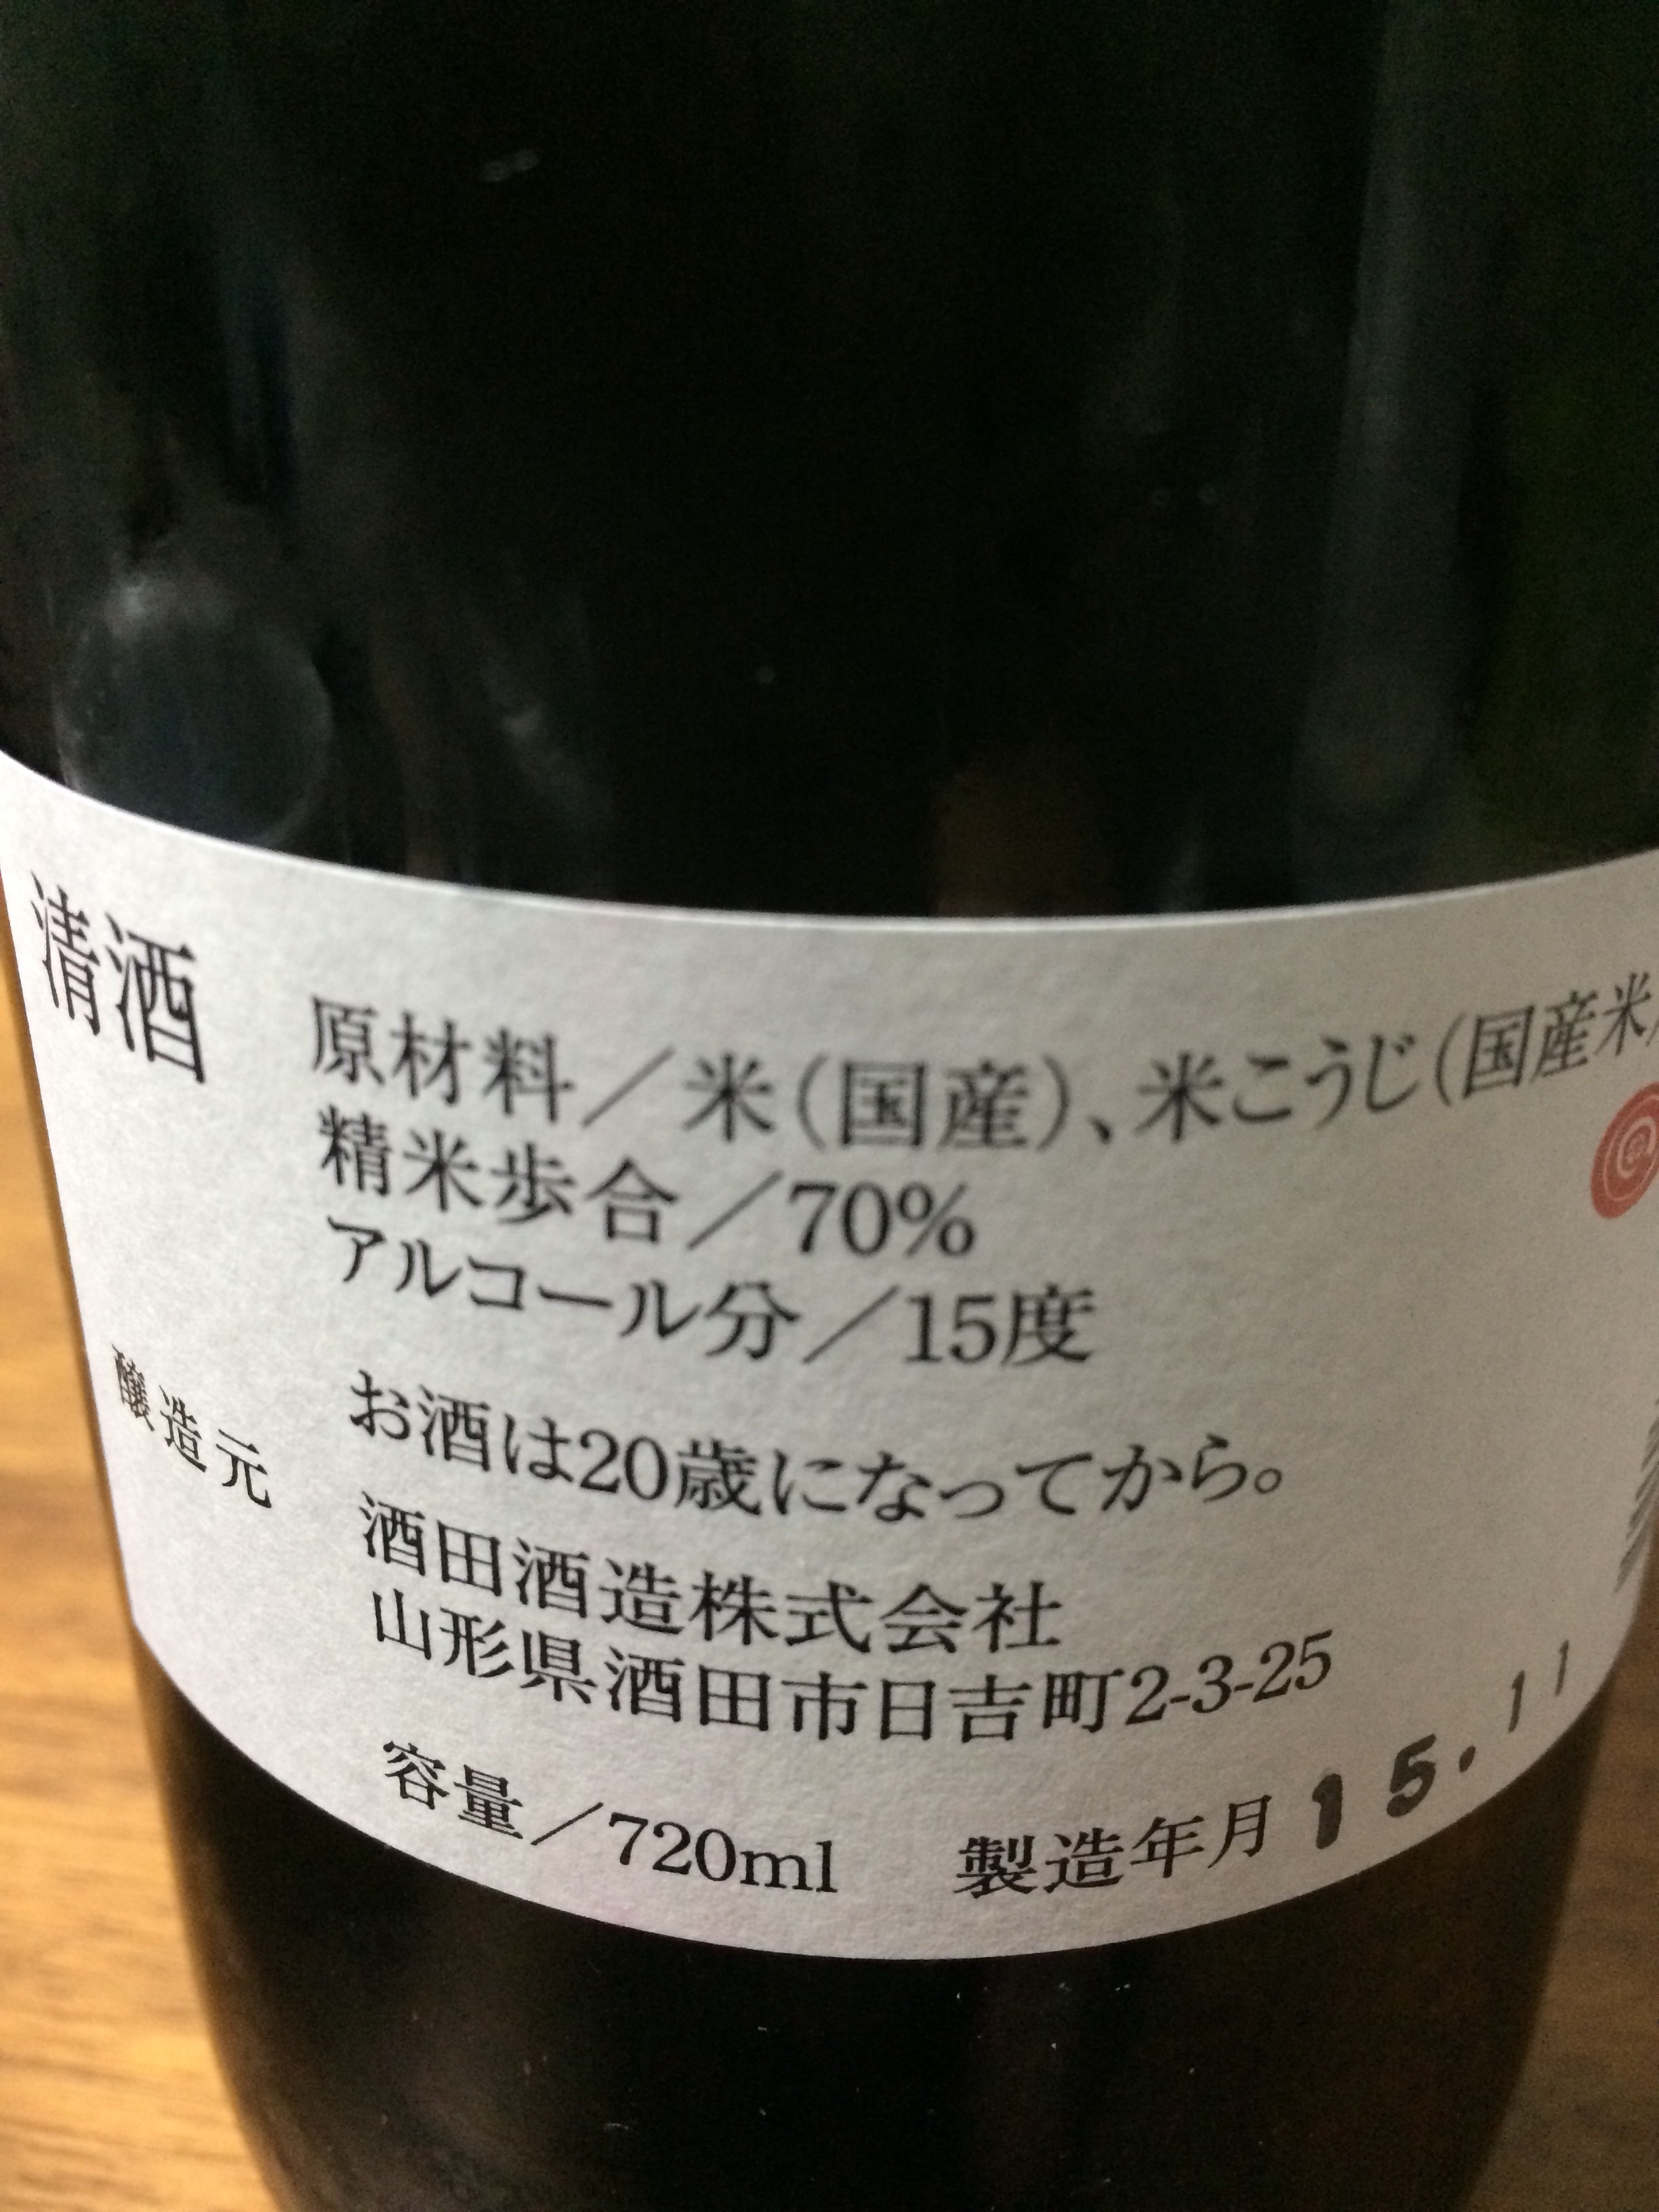 清酒
原材料／米（国産）、米こうじ（国産米）
精米歩合／70%
アルコール分／15度
お酒は20歳になってから。
醸造元
酒田酒造株式会社
山形県酒田市日吉町2-3-25
容量／720ml 製造年月 15.11